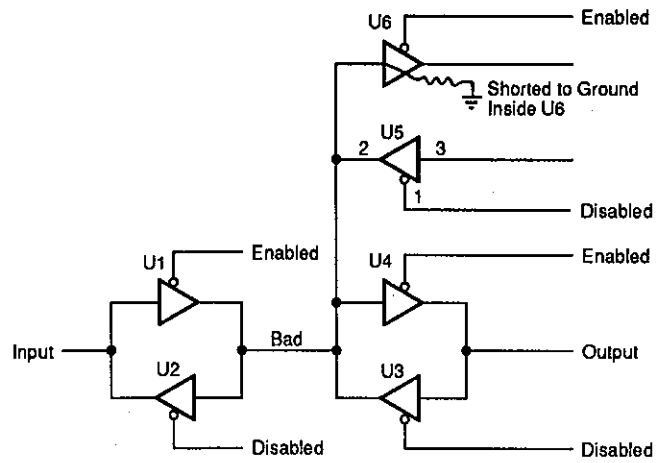 U6
Enabled
Shorted to Ground
Inside U6
U5
2
3
1
Disabled
U1
Enabled
U4
Enabled
Input
Bad
Output
U2
U3
Disabled
Disabled